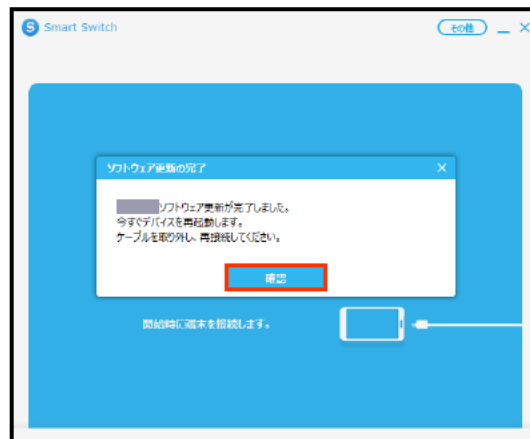 Smart Switch
その他
ソフトウェア更新の完了
ソフトウェア更新が完了しました。
今すぐデバイスを再起動します。
ケーブルを取り外し、再接続してください。
確認
開始時に端末を接続します。